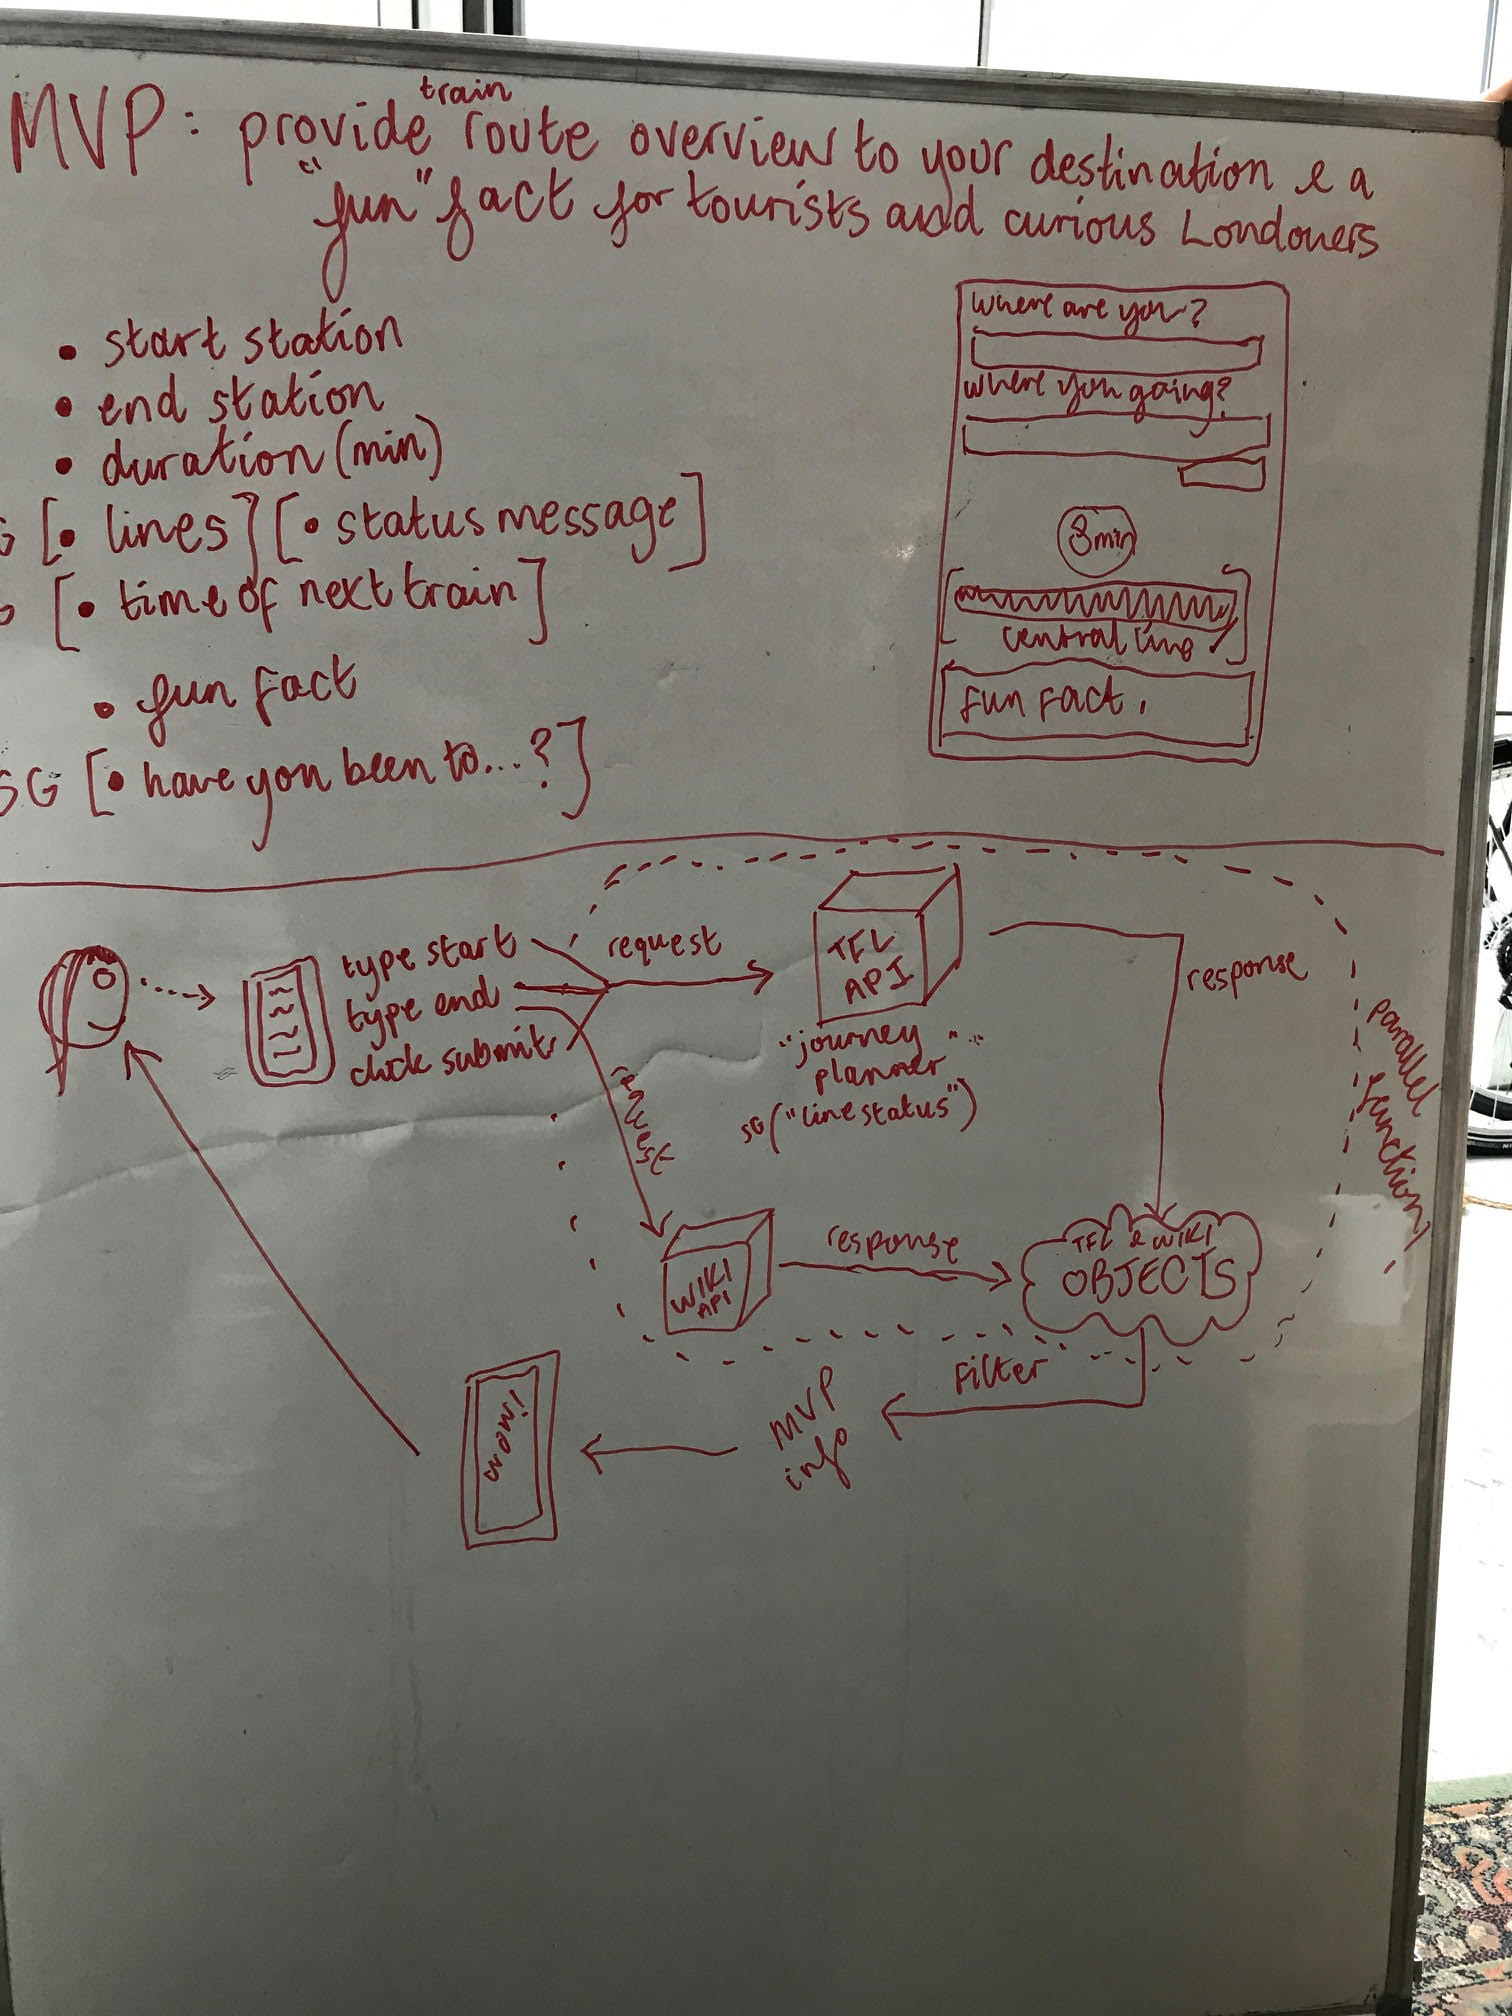 train
MVP: provide route overview to your destination & a
"fun" fact for tourists and curious Londoners
• start station
• end station
• duration (min)
G [• lines] [• status message]
G [• time of next train]
• fun fact
SG [• have you been to...?]
where are you?
where you going?
8min
central line
fun fact.
type start
type end
click submit
request
TFL
API
"journey
planner"
SG ("line status")
response
parallel
function
request
WIKI
API
response
TFL & WIKI
OBJECTS
Filter
MVP
info